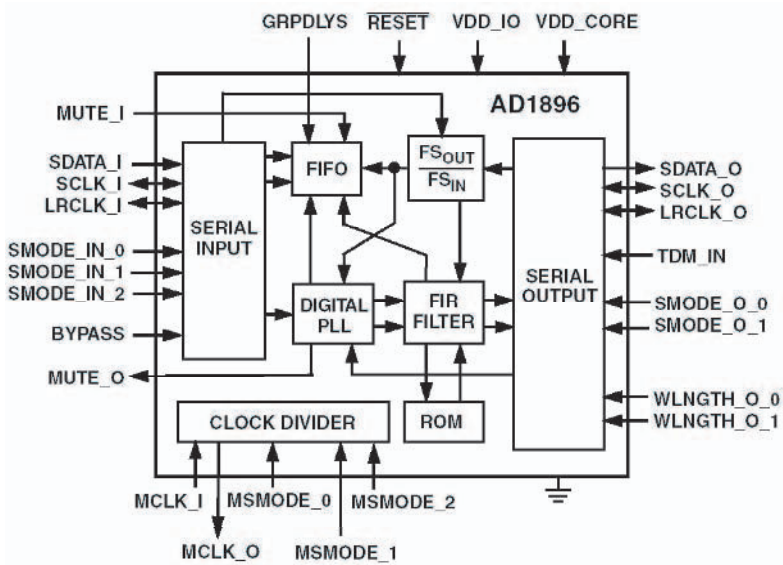 GRPDLYS
RESET
VDD_IO
VDD_CORE
AD1896
MUTE_I
SDATA_I
SCLK_I
LRCLK_I
SMODE_IN_0
SMODE_IN_1
SMODE_IN_2
BYPASS
MUTE_O
SERIAL
INPUT
FIFO
FSOUT
FSIN
DIGITAL
PLL
FIR
FILTER
ROM
CLOCK DIVIDER
SERIAL
OUTPUT
SDATA_O
SCLK_O
LRCLK_O
TDM_IN
SMODE_O_0
SMODE_O_1
WLNGTH_O_0
WLNGTH_O_1
MCLK_I
MSMODE_0
MSMODE_2
MCLK_O
MSMODE_1